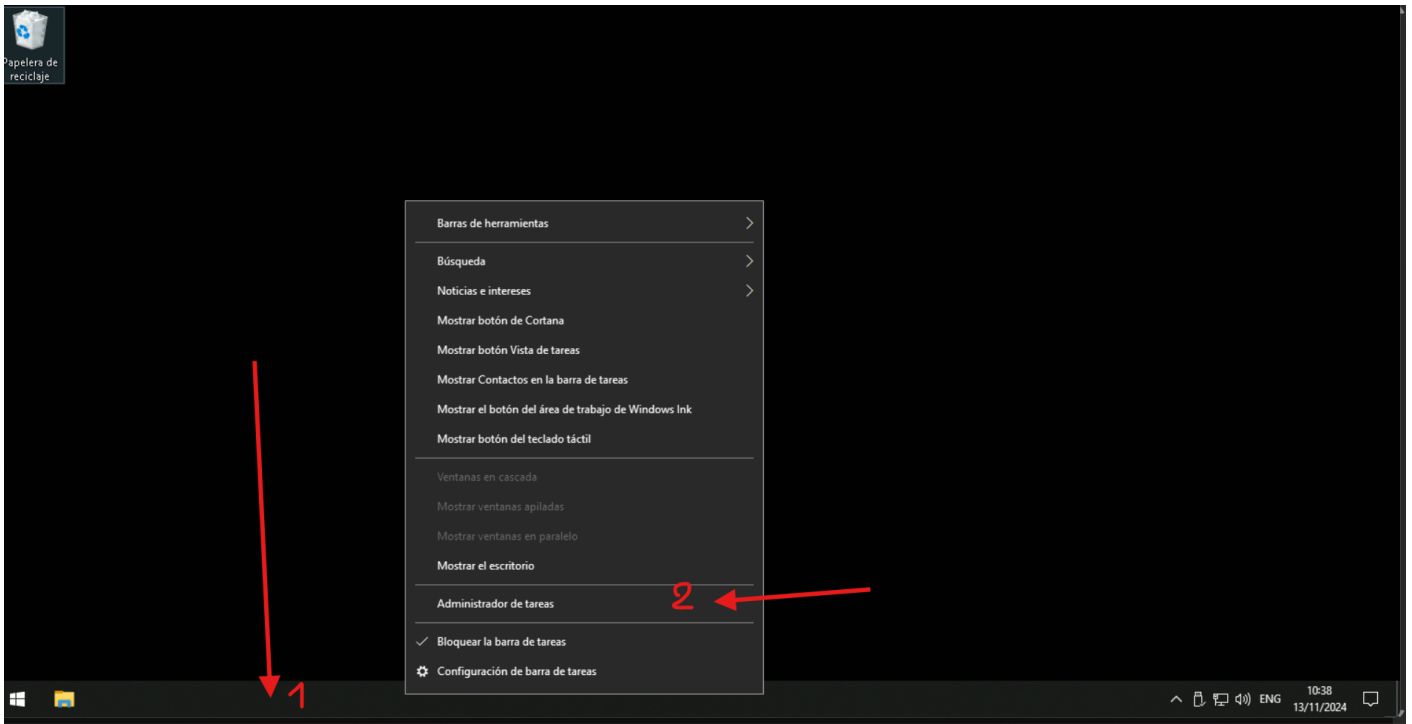 Papelera de
reciclaje
Barras de herramientas
Búsqueda
Noticias e intereses
Mostrar botón de Cortana
Mostrar botón Vista de tareas
Mostrar Contactos en la barra de tareas
Mostrar el botón del área de trabajo de Windows Ink
Mostrar botón del teclado táctil
Ventanas en cascada
Mostrar ventanas apiladas
Mostrar ventanas en paralelo
Mostrar el escritorio
Administrador de tareas 2
Bloquear la barra de tareas
Configuración de barra de tareas
1
ENG
10:38
13/11/2024